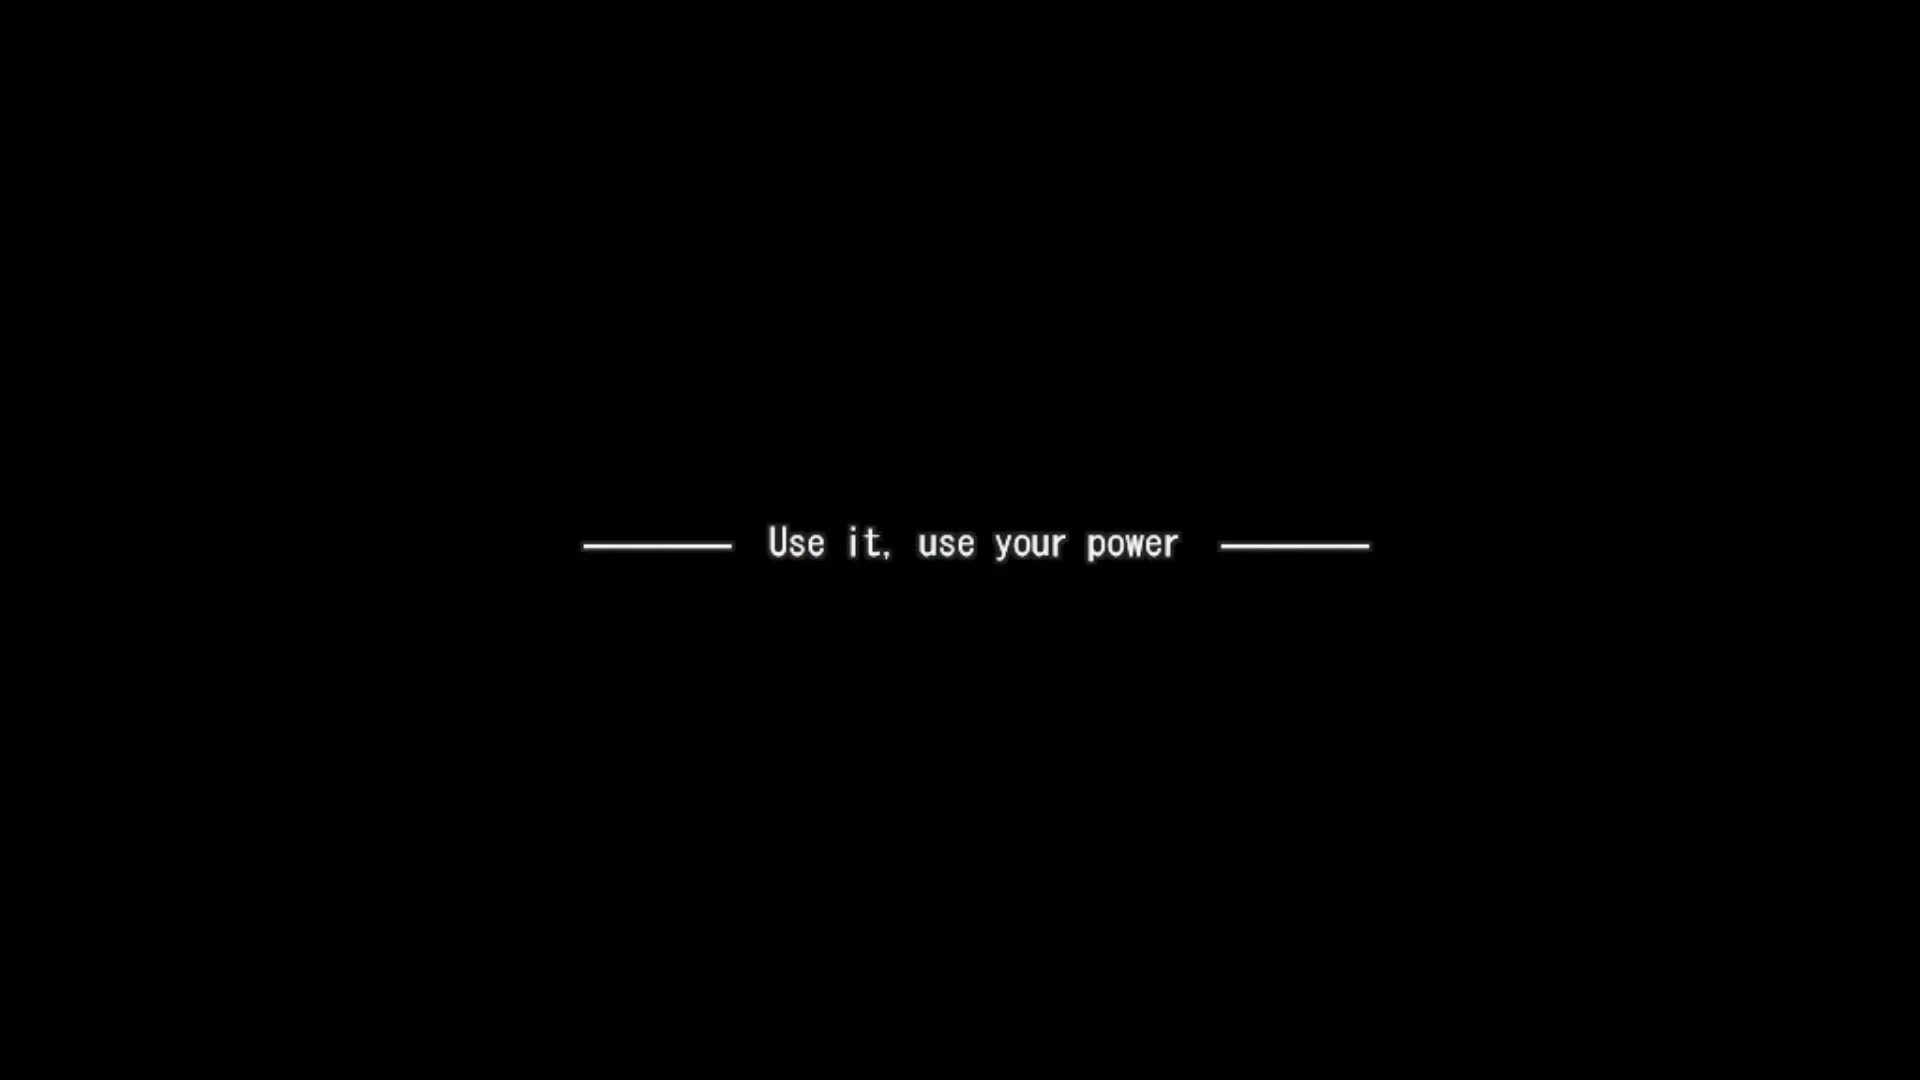 —— Use it, use your power ——